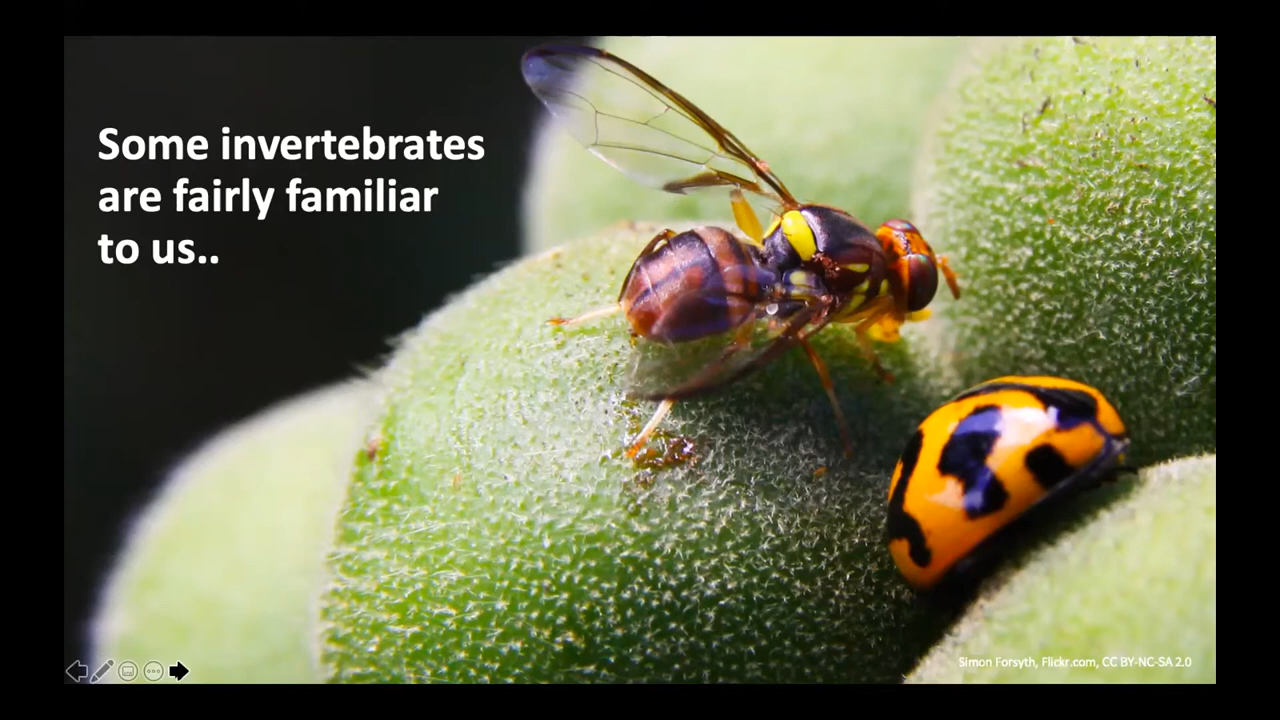 Some invertebrates
are fairly familiar
to us..
Simon Forsyth, Flickr.com, CC BY-NC-SA 2.0